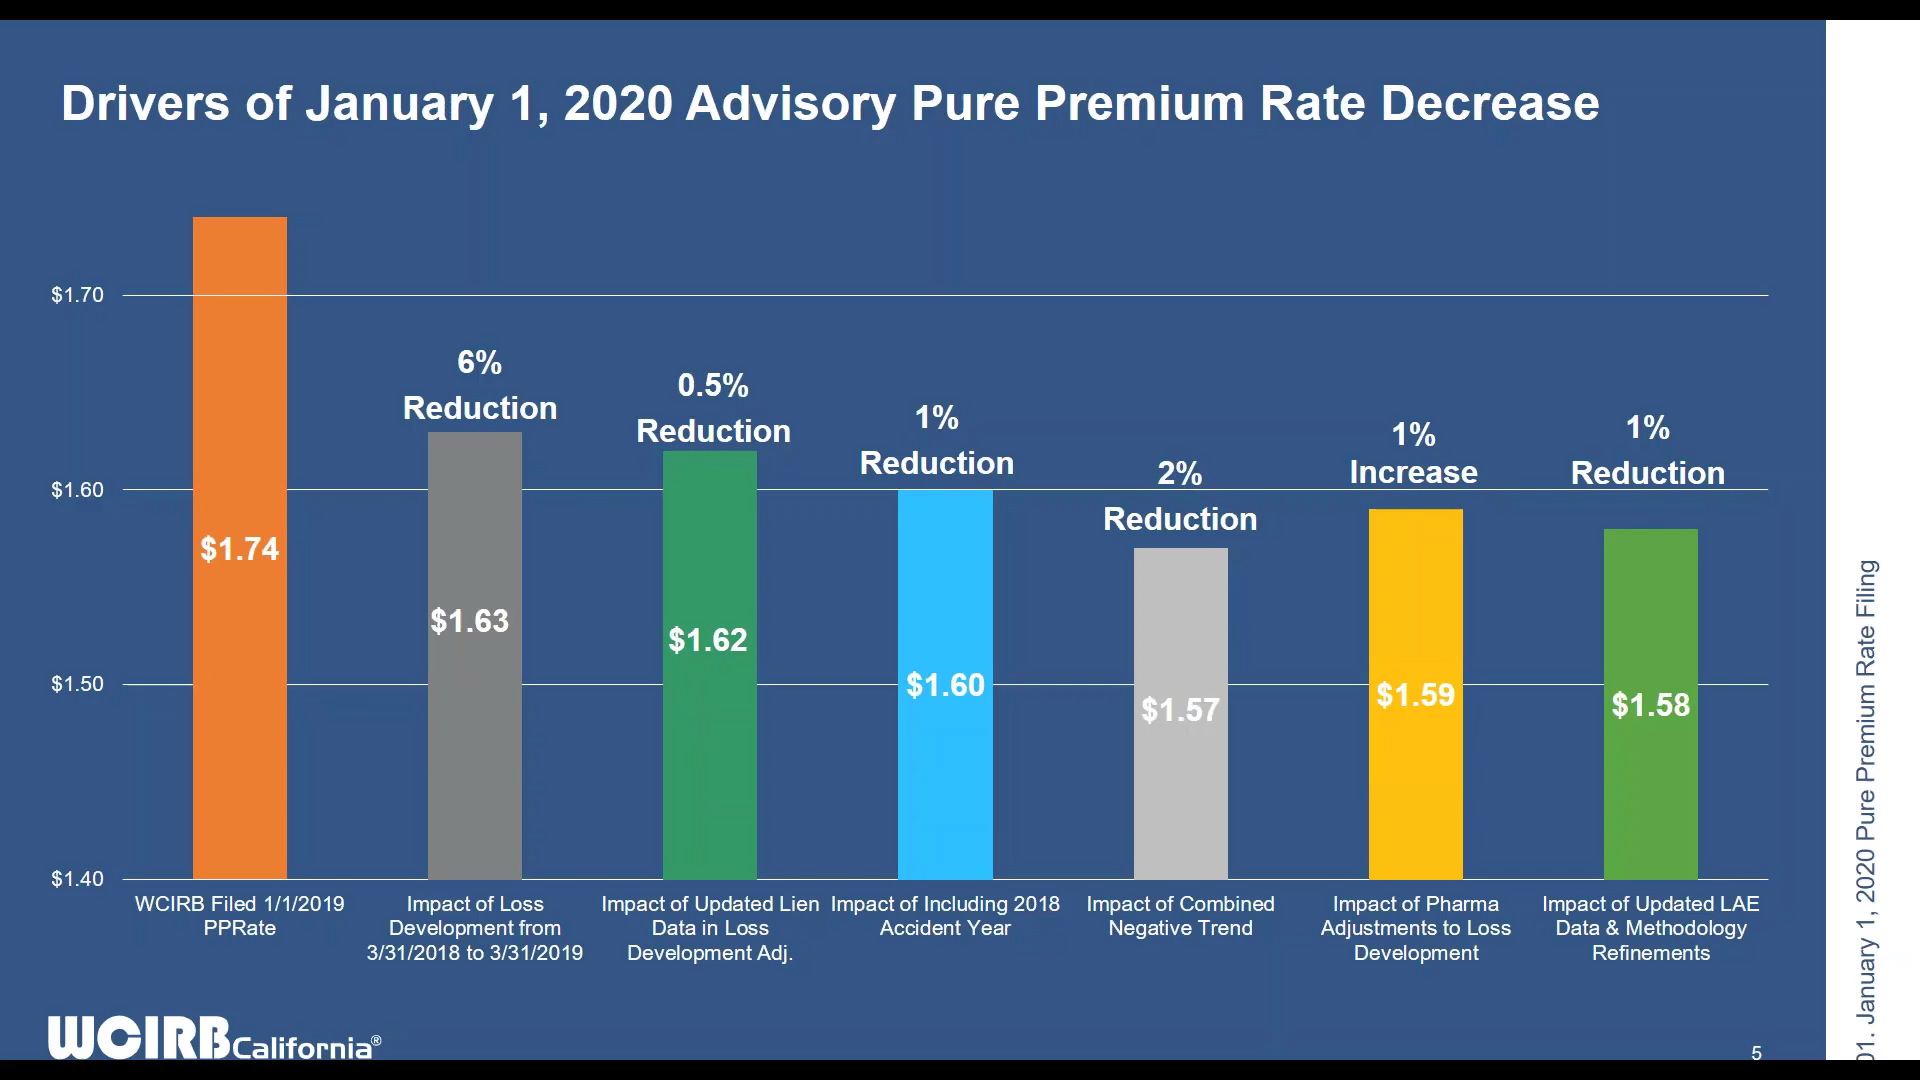 Drivers of January 1, 2020 Advisory Pure Premium Rate Decrease
$1.70
$1.60
$1.50
$1.40
6%
Reduction
0.5%
Reduction
1%
Reduction
2%
Reduction
1%
Increase
1%
Reduction
$1.74
$1.63
$1.62
$1.60
$1.57
$1.59
$1.58
WCIRB Filed 1/1/2019
PPRate
Impact of Loss
Development from
3/31/2018 to 3/31/2019
Impact of Updated Lien
Data in Loss
Development Adj.
Impact of Including 2018
Accident Year
Impact of Combined
Negative Trend
Impact of Pharma
Adjustments to Loss
Development
Impact of Updated LAE
Data & Methodology
Refinements
WCIRB California®
5
01. January 1, 2020 Pure Premium Rate Filing